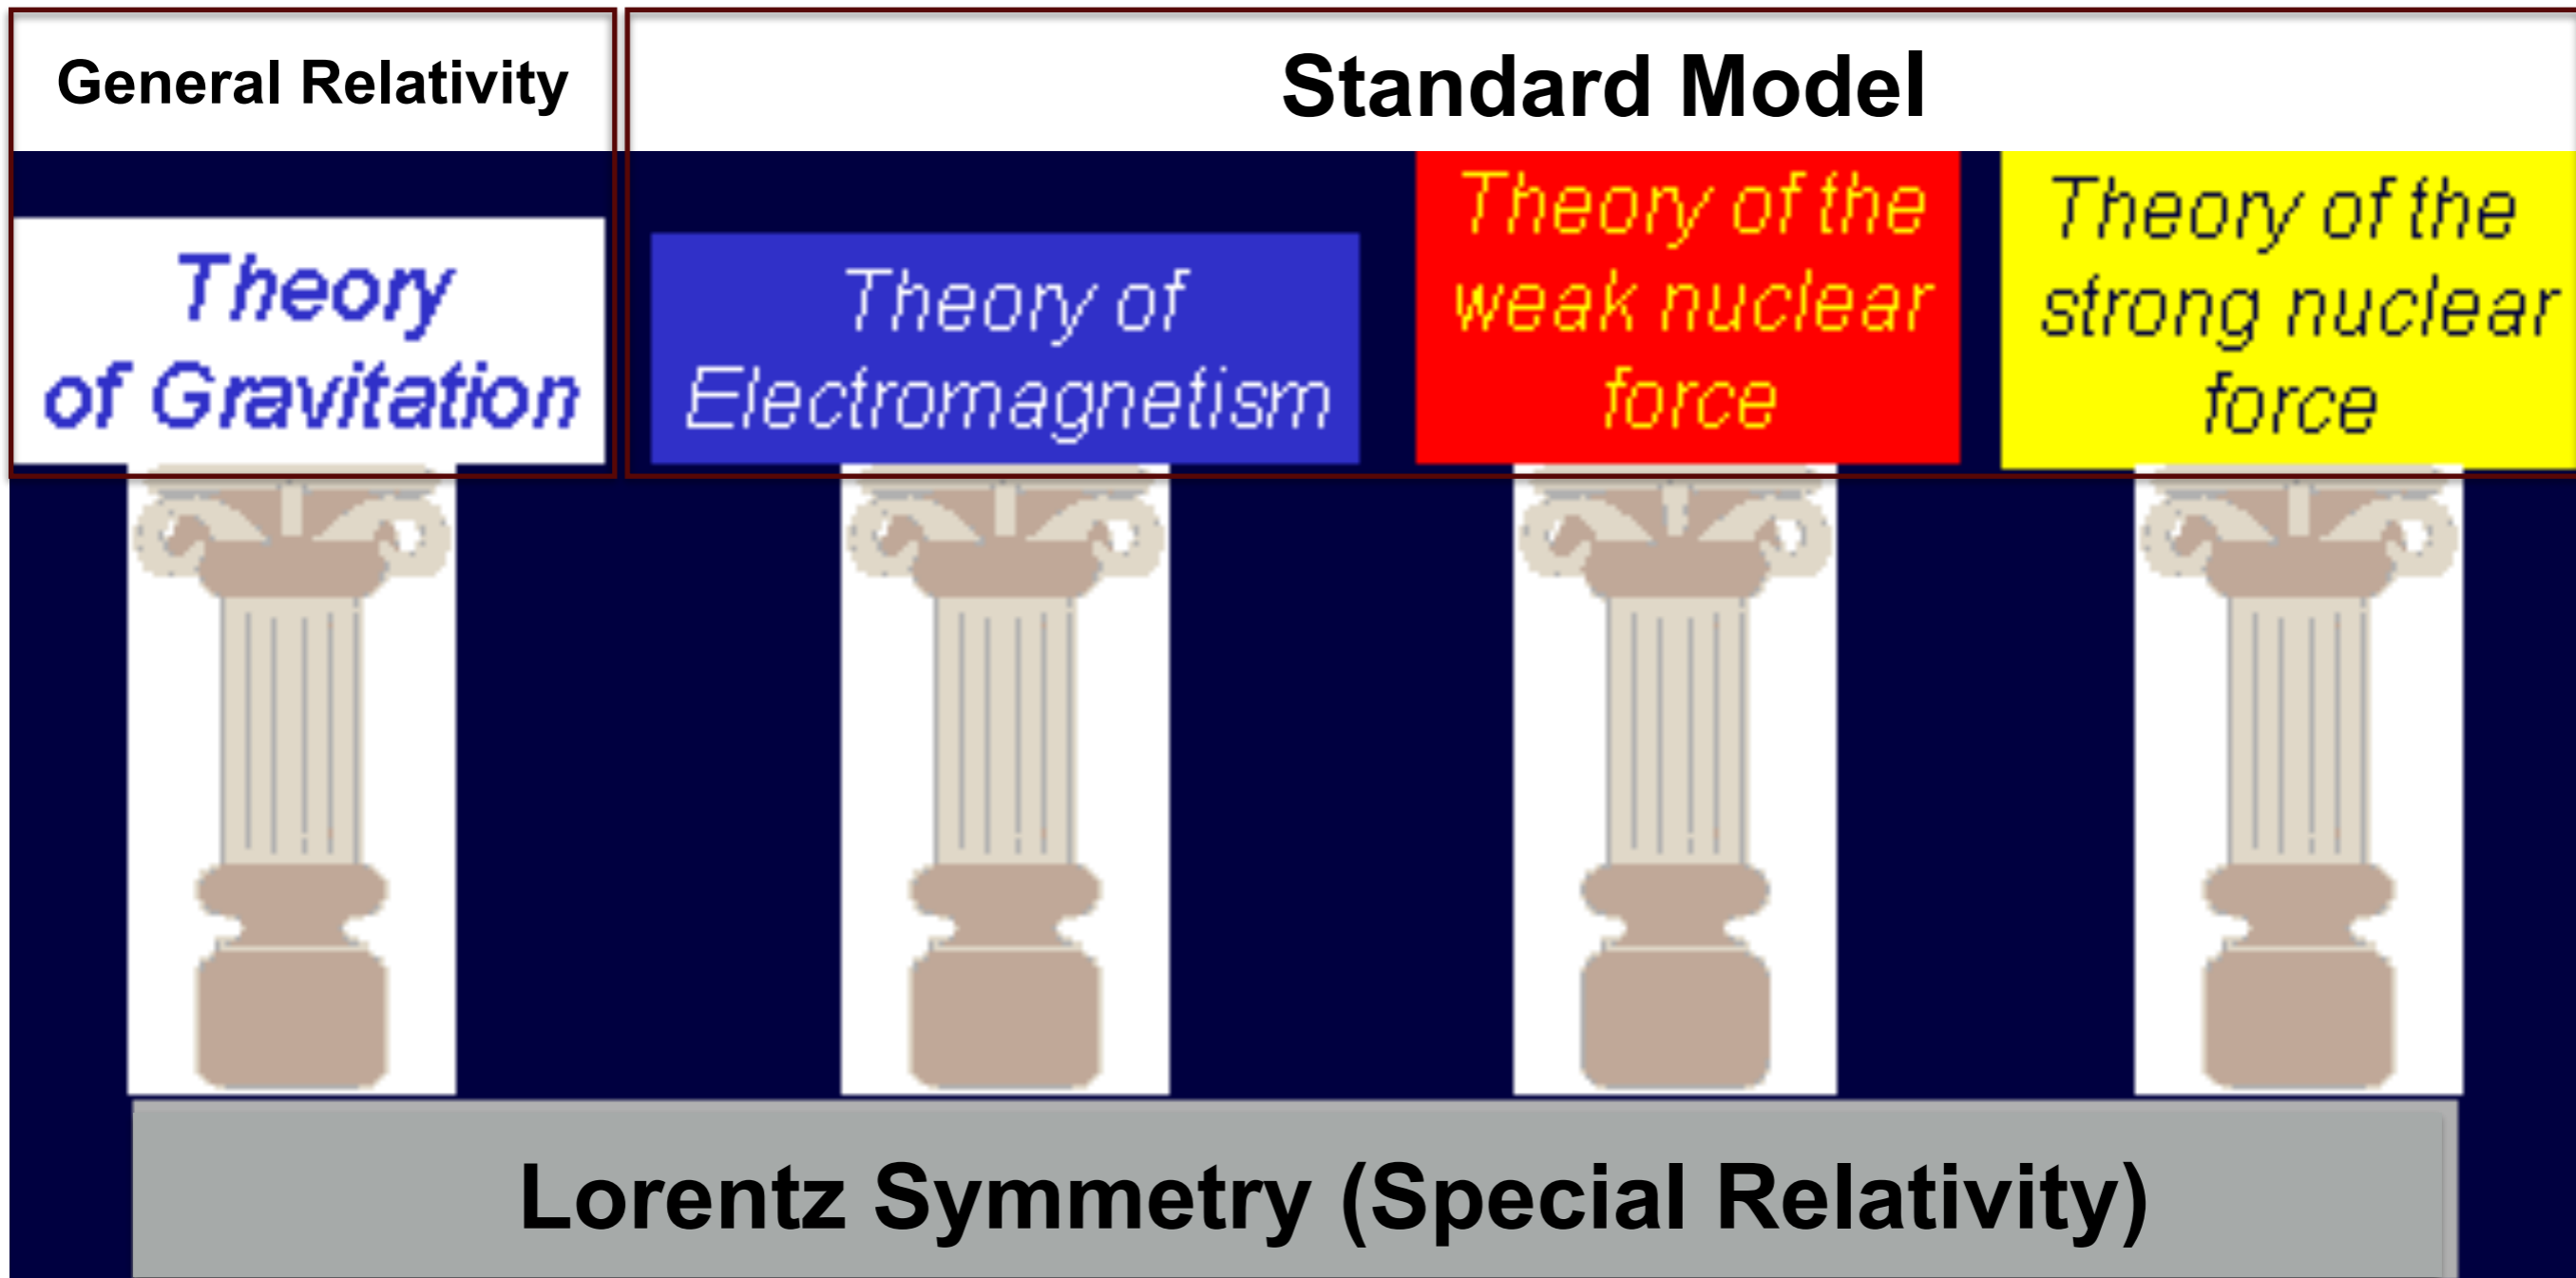 General Relativity
Standard Model
Theory
of Gravitation
Theory of
Electromagnetism
Theory of the
weak nuclear
force
Theory of the
strong nuclear
force
Lorentz Symmetry (Special Relativity)